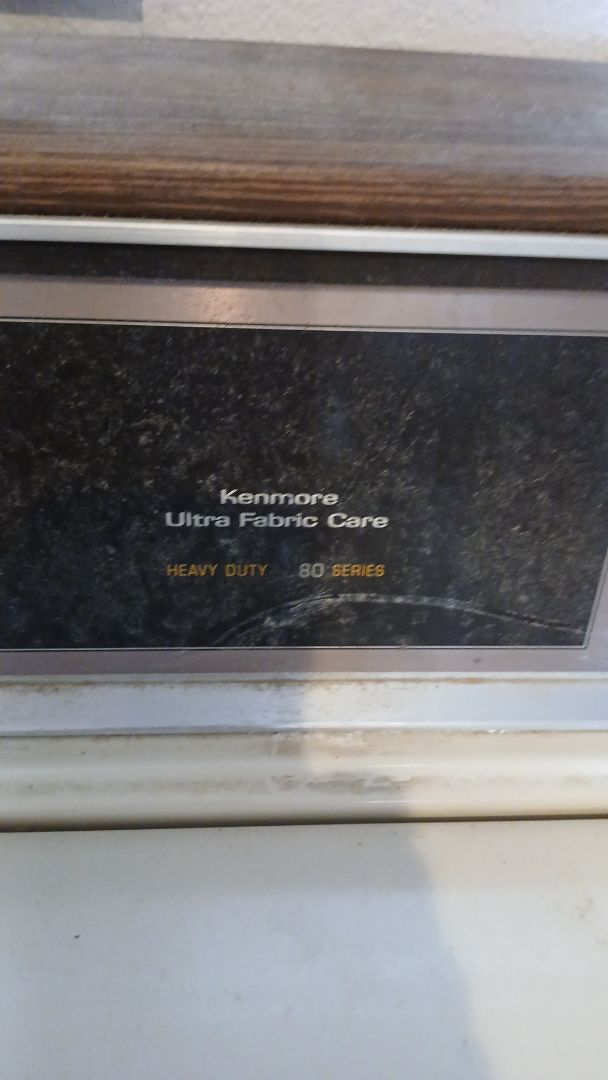 Kenmore
Ultra Fabric Care
HEAVY DUTY 80 SERIES